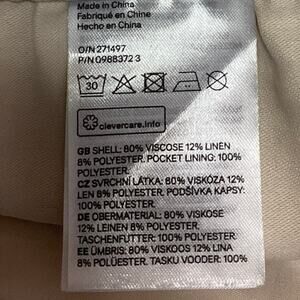 Made in China
Fabriqué en Chine
Hecho en China
O/N 271497
P/N 0988372 3
30
clevercare.info
GB SHELL: 80% VISCOSE 12% LINEN
8% POLYESTER. POCKET LINING: 100%
POLYESTER.
CZ SVRCHNÍ LÁTKA: 80% VISKÓZA 12%
LEN 8% POLYESTER. PODŠÍVKA KAPSY:
100% POLYESTER.
DE OBERMATERIAL: 80% VISKOSE
12% LEINEN 8% POLYESTER.
TASCHENFUTTER: 100% POLYESTER.
EE ÜMBRIS: 80% VISKOOS 12% LINA
8% POLÜESTER. TASKU VOODER: 100%